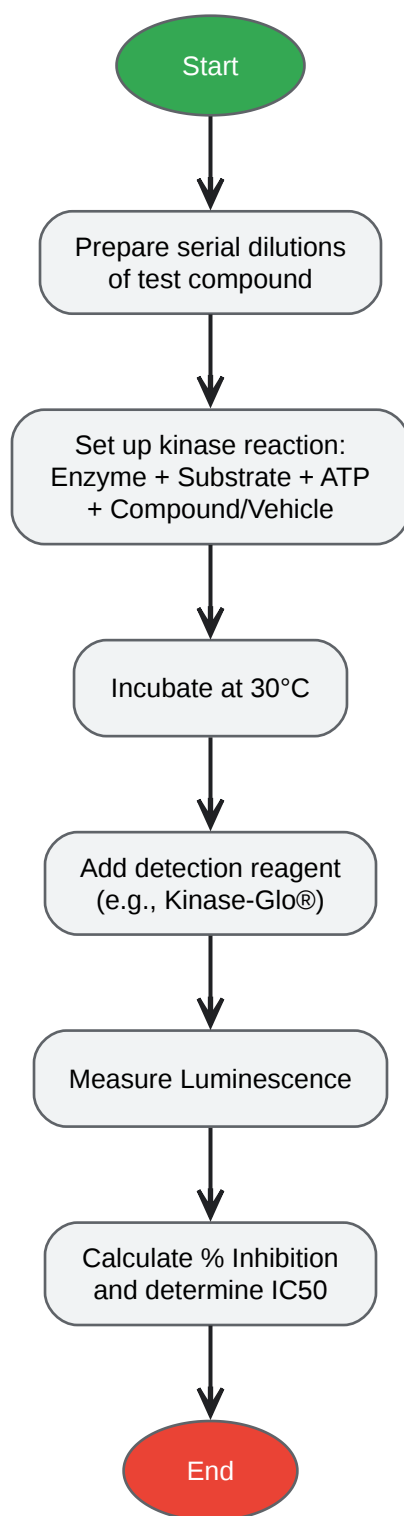 Start
Prepare serial dilutions
of test compound
Set up kinase reaction:
Enzyme + Substrate + ATP
+ Compound/Vehicle
Incubate at 30°C
Add detection reagent
(e.g., Kinase-Glo®)
Measure Luminescence
Calculate % Inhibition
and determine IC50
End